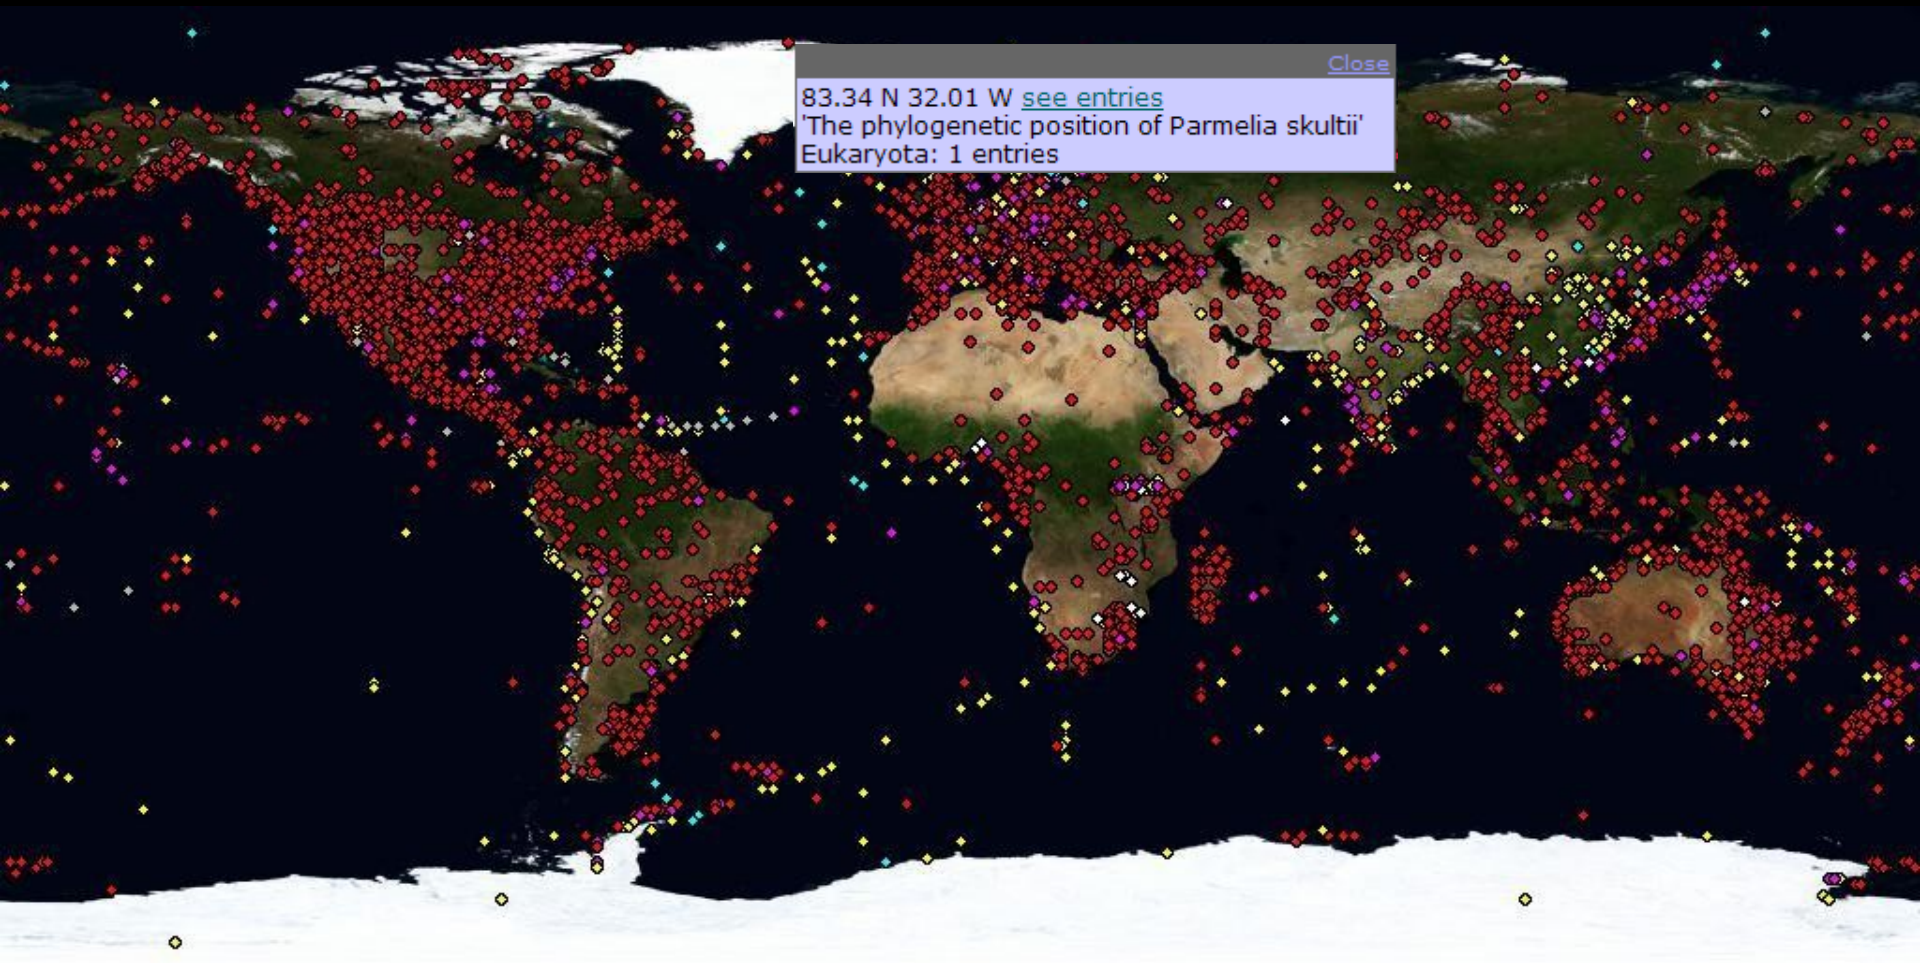 Close
83.34 N 32.01 W see entries
'The phylogenetic position of Parmelia skultii'
Eukaryota: 1 entries